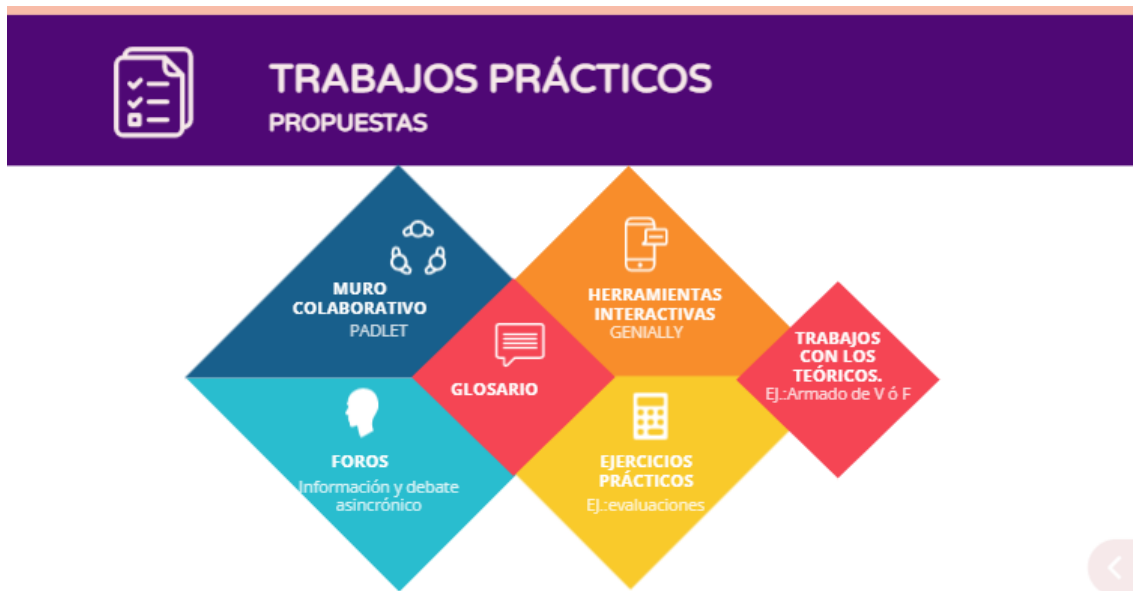 TRABAJOS PRÁCTICOS
PROPUESTAS
MURO
COLABORATIVO
PADLET
HERRAMIENTAS
INTERACTIVAS
GENIALLY
GLOSARIO
TRABAJOS
CON LOS
TEÓRICOS.
EJ.:Armado de V ó F
FOROS
Información y debate
asincrónico
EJERCICIOS
PRÁCTICOS
EJ.:evaluaciones